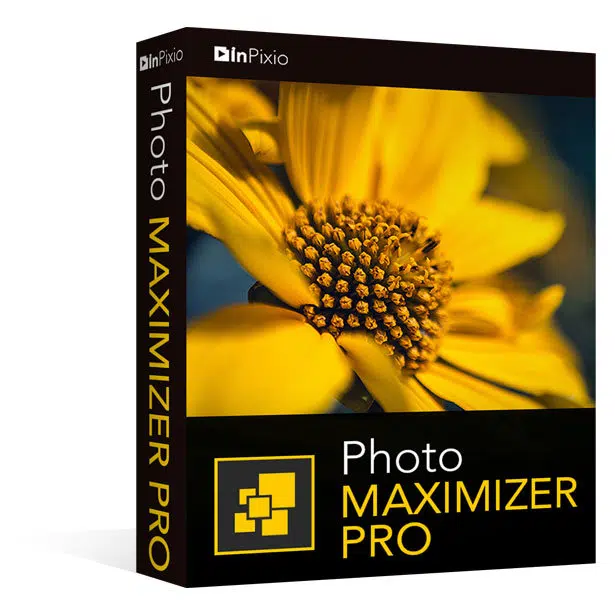 InPixio
Photo MAXIMIZER PRO
InPixio
Photo
MAXIMIZER
PRO